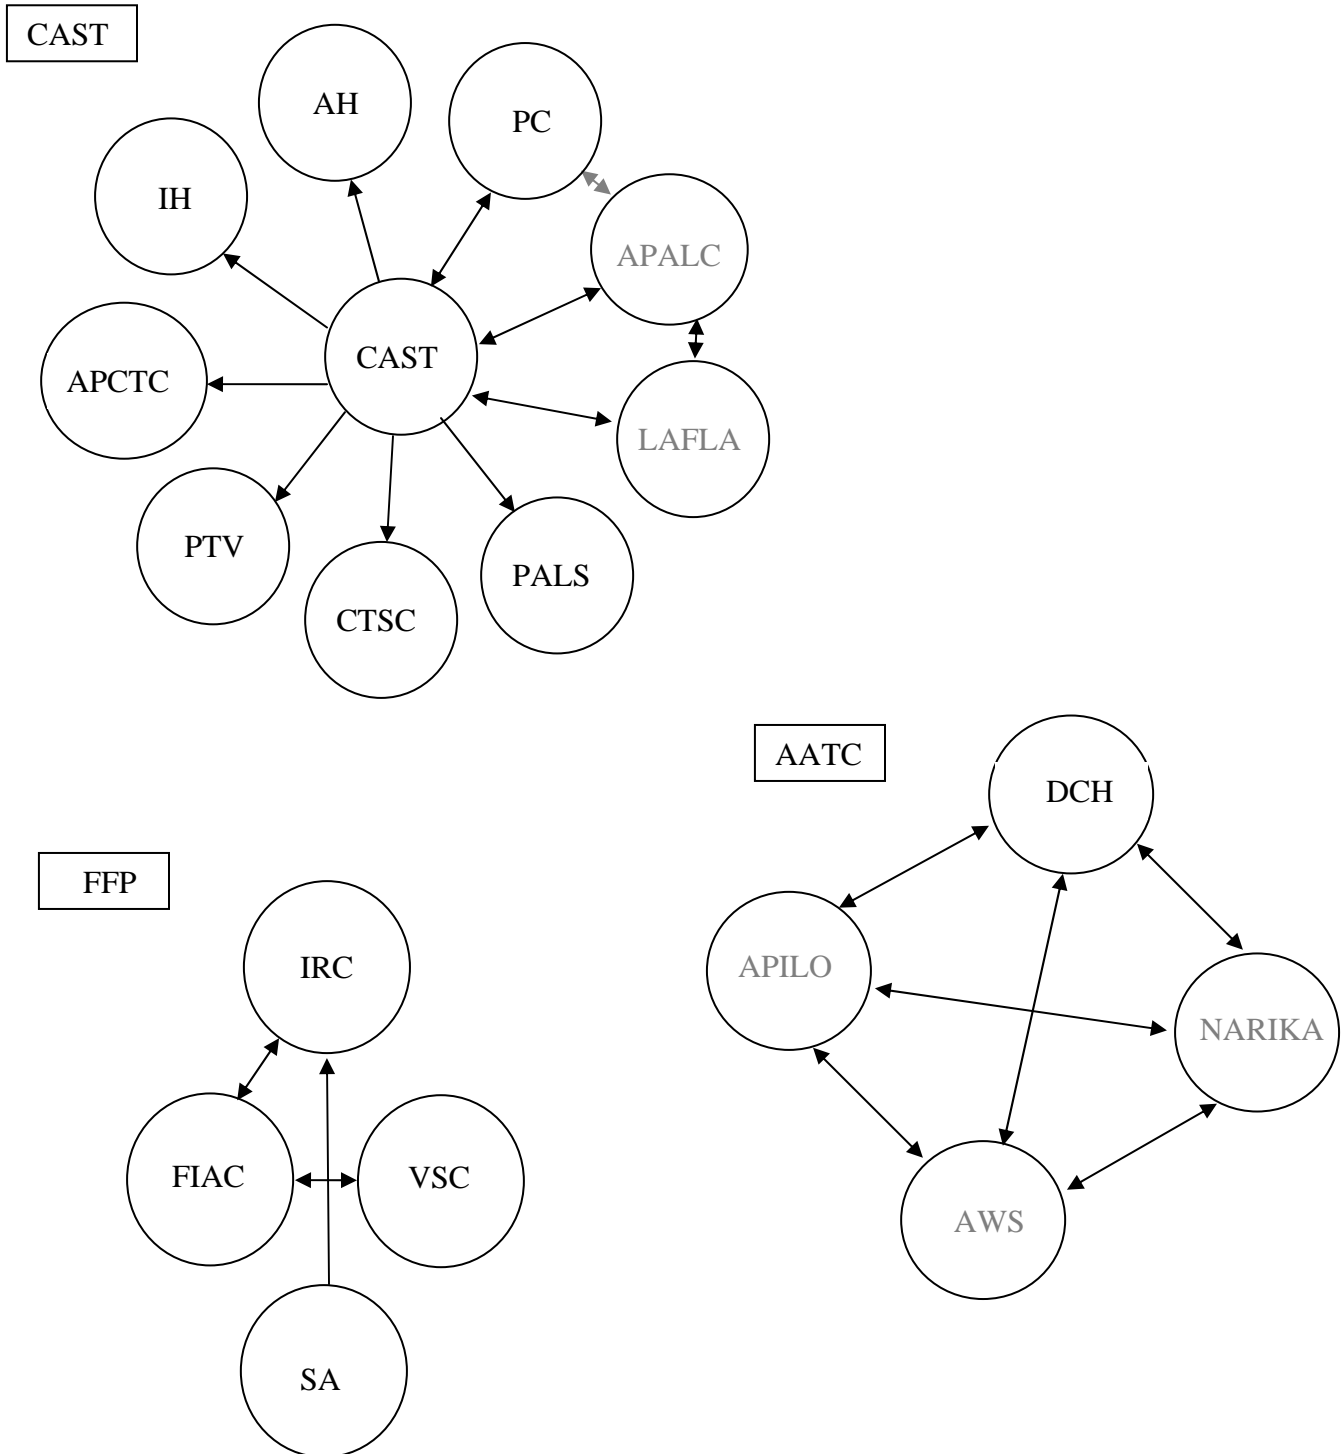 CAST
AH
PC
IH
APALC
CAST
APCTC
LAFLA
PTV
PALS
CTSC
AATC
DCH
FFP
IRC
APILO
NARIKA
FIAC
VSC
AWS
SA